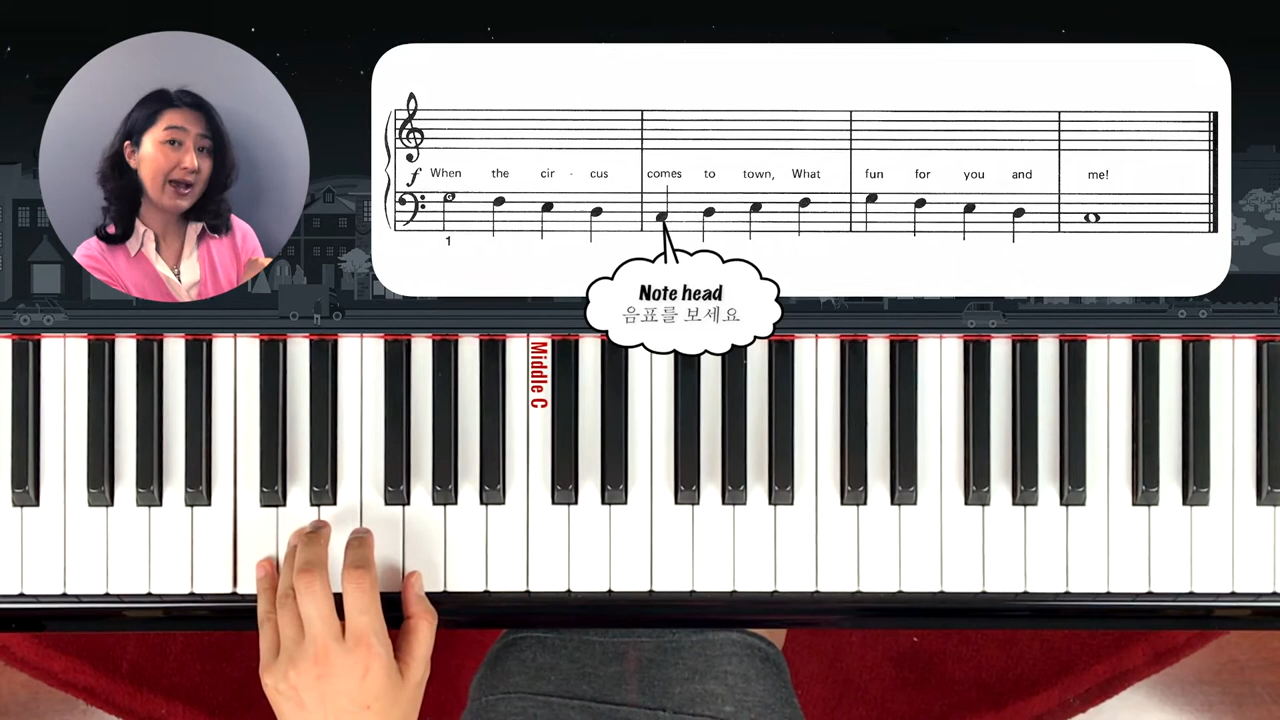 f When the cir - cus comes to town, What fun for you and me!
1
Note head
음표를 보세요
Middle C